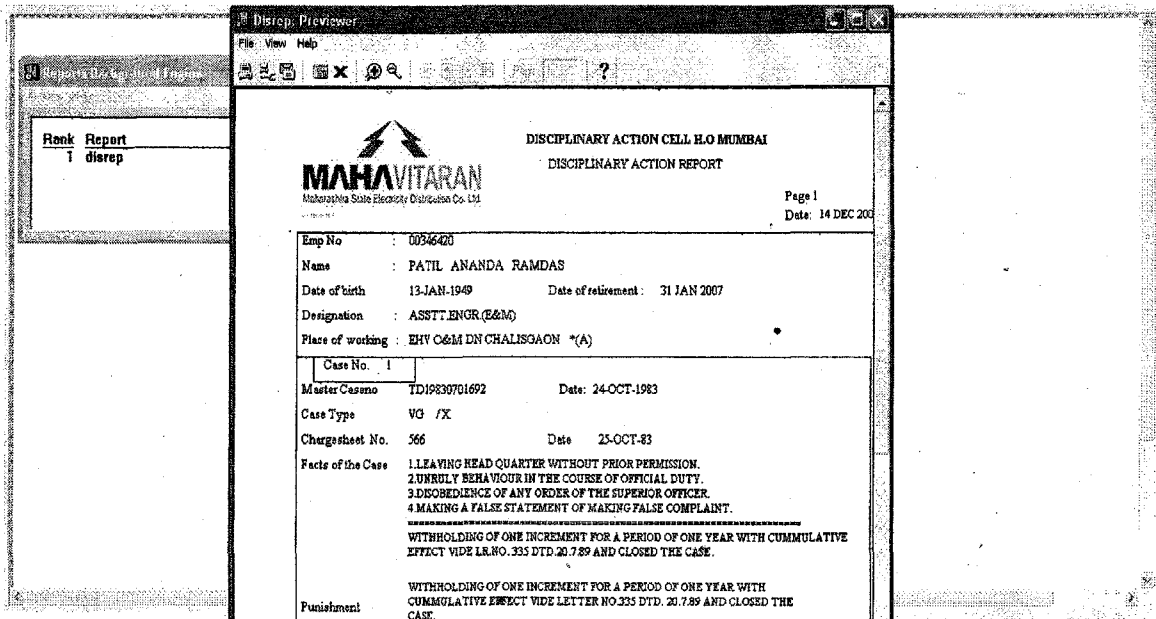 Disrep: Previewer
File View Help
?
Reports Background Engine
Rank Report
1 disrep
MAHAVITARAN
Maharashtra State Electricity Distribution Co. Ltd.
DISCIPLINARY ACTION CELL H.O MUMBAI
DISCIPLINARY ACTION REPORT
Page 1
Date: 14 DEC 200
Emp No : 00346420
Name : PATIL ANANDA RAMDAS
Date of birth 13-JAN-1949 Date of retirement : 31 JAN 2007
Designation : ASSTT.ENGR.(E&M)
Place of working : EHV O&M DN CHALISGAON *(A)
Case No. 1
Master Caseno TD19830701692 Date: 24-OCT-1983
Case Type VG /X
Chargesheet No. 566 Date 25-OCT-83
Facts of the Case 1.LEAVING HEAD QUARTER WITHOUT PRIOR PERMISSION.
2.UNRULY BEHAVIOUR IN THE COURSE OF OFFICIAL DUTY.
3.DISOBEDIENCE OF ANY ORDER OF THE SUPERIOR OFFICER.
4.MAKING A FALSE STATEMENT OF MAKING FALSE COMPLAINT.
WITHHOLDING OF ONE INCREMENT FOR A PERIOD OF ONE YEAR WITH CUMMULATIVE
EFFECT VIDE LR.NO. 335 DTD.20.7.89 AND CLOSED THE CASE.
WITHHOLDING OF ONE INCREMENT FOR A PERIOD OF ONE YEAR WITH
Punishment CUMMULATIVE EFFECT VIDE LETTER NO.335 DTD. 20.7.89 AND CLOSED THE
CASE.